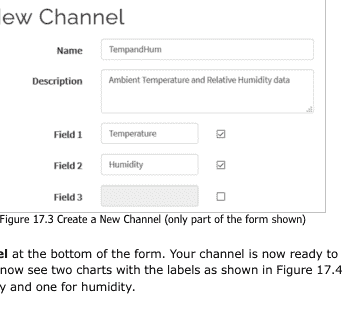 ew Channel
Name TempandHum
Description Ambient Temperature and Relative Humidity data
Field 1 Temperature
Field 2 Humidity
Field 3
Figure 17.3 Create a New Channel (only part of the form shown)
el at the bottom of the form. Your channel is now ready to
now see two charts with the labels as shown in Figure 17.4
y and one for humidity.